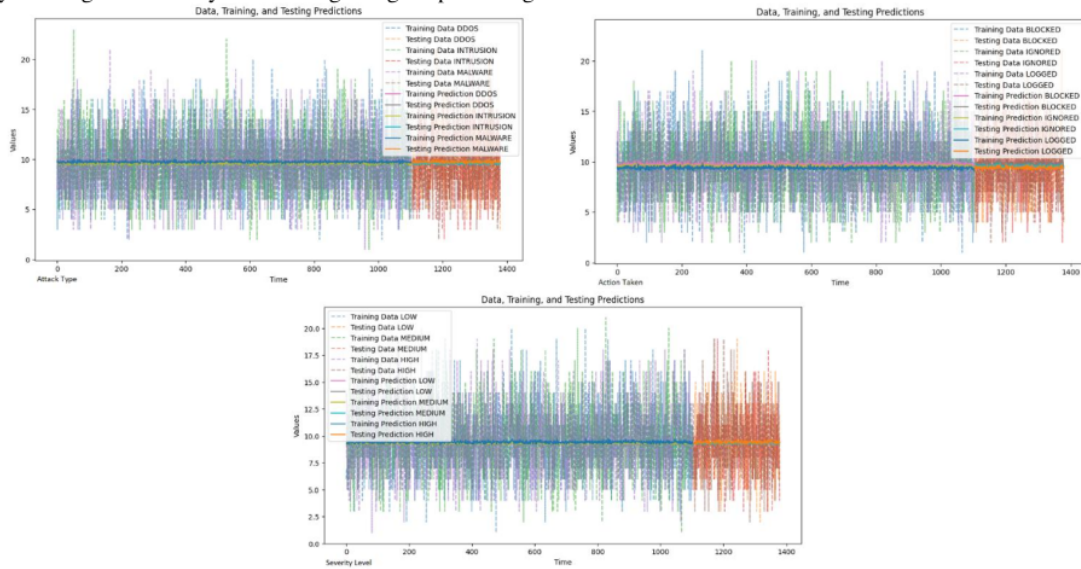 Data, Training, and Testing Predictions
Training Data DDOS
Testing Data DDOS
Training Data INTRUSION
Testing Data INTRUSION
Training Data MALWARE
Testing Data MALWARE
Training Prediction DDOS
Testing Prediction DDOS
Training Prediction INTRUSION
Testing Prediction INTRUSION
Training Prediction MALWARE
Testing Prediction MALWARE
Values
20
15
10
5
0
0 200 400 600 800 1000 1200 1400
Attack Type
Time
Data, Training, and Testing Predictions
Training Data BLOCKED
Testing Data BLOCKED
Training Data IGNORED
Testing Data IGNORED
Training Data LOGGED
Testing Data LOGGED
Training Prediction BLOCKED
Testing Prediction BLOCKED
Training Prediction IGNORED
Testing Prediction IGNORED
Training Prediction LOGGED
Testing Prediction LOGGED
Values
20
15
10
5
0
0 200 400 600 800 1000 1200 1400
Action Taken
Time
Data, Training, and Testing Predictions
Training Data LOW
Testing Data LOW
Training Data MEDIUM
Testing Data MEDIUM
Training Data HIGH
Testing Data HIGH
Training Prediction LOW
Testing Prediction LOW
Training Prediction MEDIUM
Testing Prediction MEDIUM
Training Prediction HIGH
Testing Prediction HIGH
Values
20.0
17.5
15.0
12.5
10.0
7.5
5.0
2.5
0.0
0 200 400 600 800 1000 1200 1400
Severity Level
Time